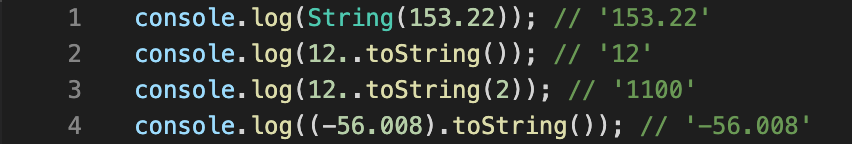 1 console.log(String(153.22)); // '153.22'
2 console.log(12..toString()); // '12'
3 console.log(12..toString(2)); // '1100'
4 console.log((-56.008).toString()); // '-56.008'